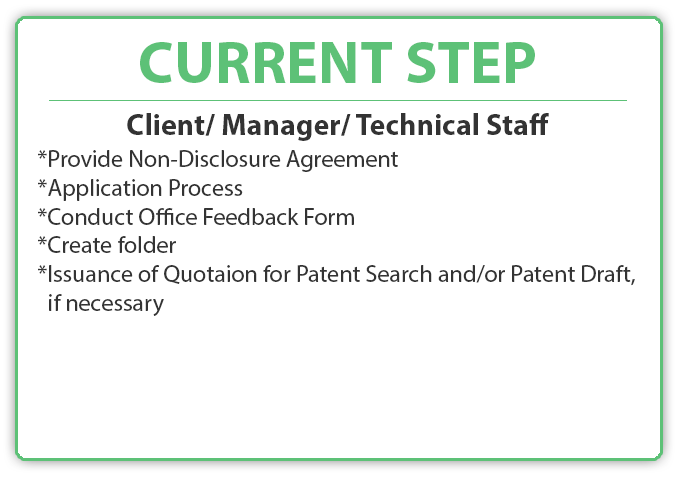 CURRENT STEP
Client/ Manager/ Technical Staff
*Provide Non-Disclosure Agreement
*Application Process
*Conduct Office Feedback Form
*Create folder
*Issuance of Quotaion for Patent Search and/or Patent Draft,
if necessary